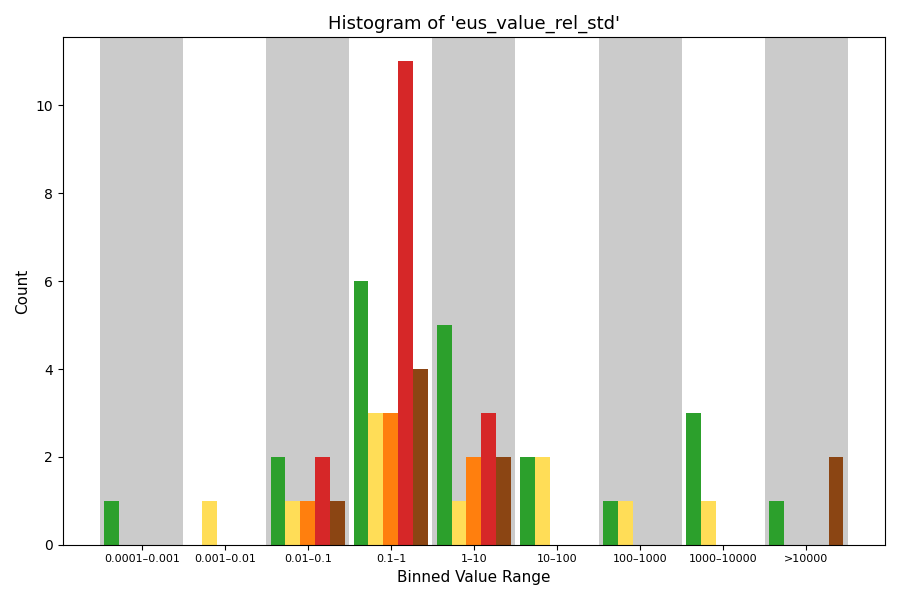 Histogram of 'eus_value_rel_std'
Count
10
8
6
4
2
0
0.0001–0.001 0.001–0.01 0.01–0.1 0.1–1 1–10 10–100 100–1000 1000–10000 >10000
Binned Value Range